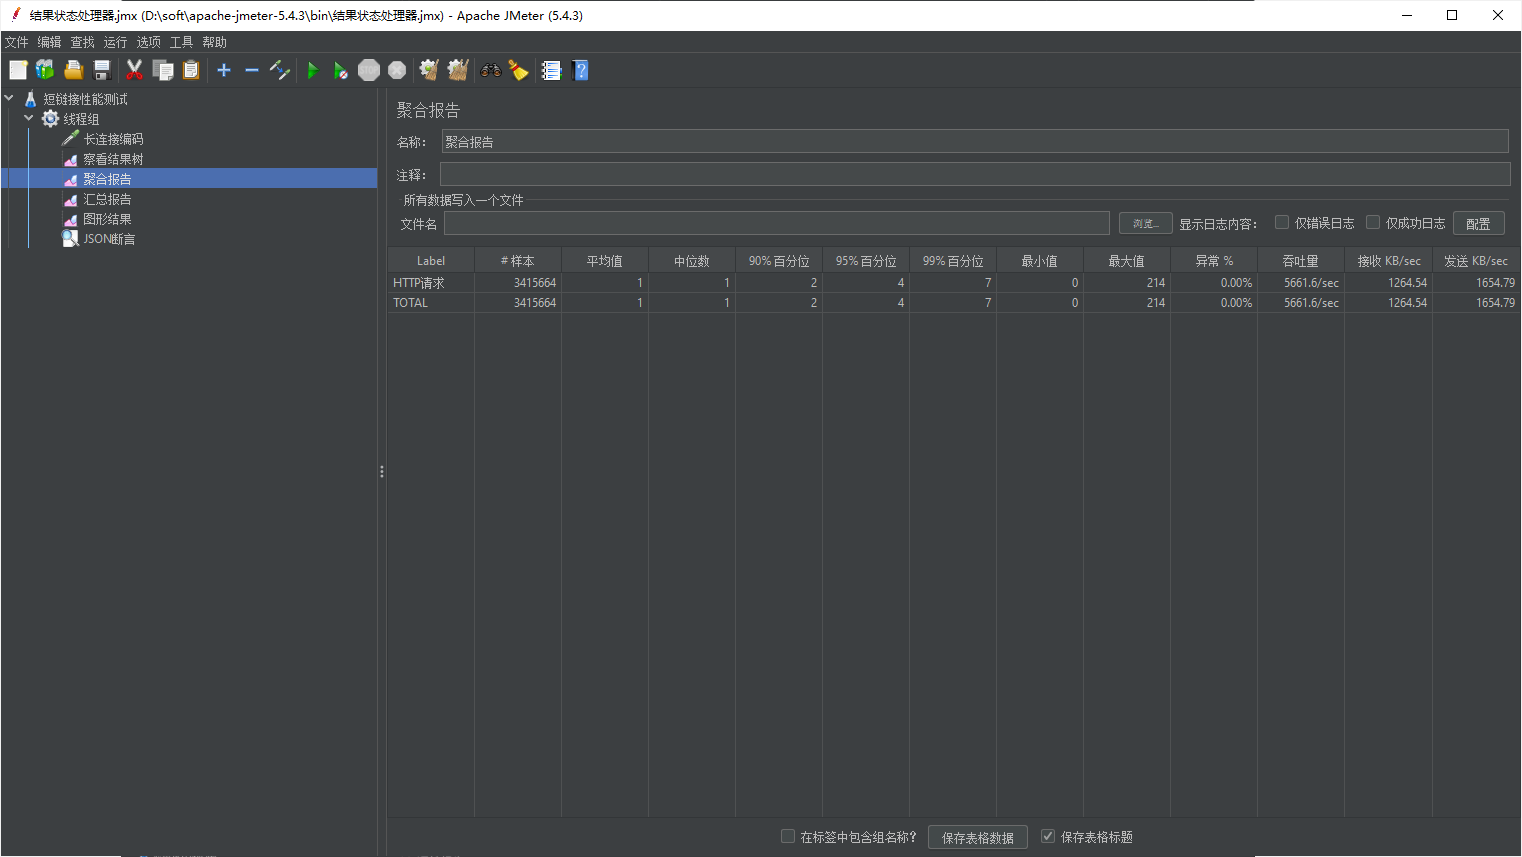 结果状态处理器.jmx (D:\soft\apache-jmeter-5.4.3\bin\结果状态处理器.jmx) - Apache JMeter (5.4.3)
文件 编辑 查找 运行 选项 工具 帮助
短链接性能测试
线程组
长连接编码
察看结果树
聚合报告
汇总报告
图形结果
JSON断言
聚合报告
名称： 聚合报告
注释：
所有数据写入一个文件
文件名 浏览... 显示日志内容： 仅错误日志 仅成功日志 配置
Label # 样本 平均值 中位数 90% 百分位 95% 百分位 99% 百分位 最小值 最大值 异常 % 吞吐量 接收 KB/sec 发送 KB/sec
HTTP请求 3415664 1 1 2 4 7 0 214 0.00% 5661.6/sec 1264.54 1654.79
TOTAL 3415664 1 1 2 4 7 0 214 0.00% 5661.6/sec 1264.54 1654.79
在标签中包含组名称? 保存表格数据 保存表格标题